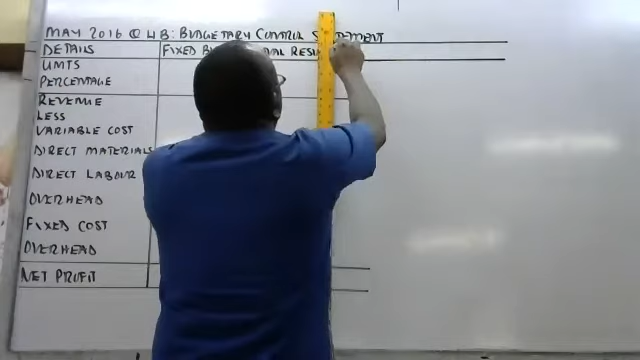 MAY 2016 Q4B: BUDGETARY CONTROL STATEMENT
DETAILS FIXED
UNITS
PERCENTAGE
REVENUE
LESS
VARIABLE COST
DIRECT MATERIALS
DIRECT LABOUR
OVERHEAD
FIXED COST
OVERHEAD
NET PROFIT